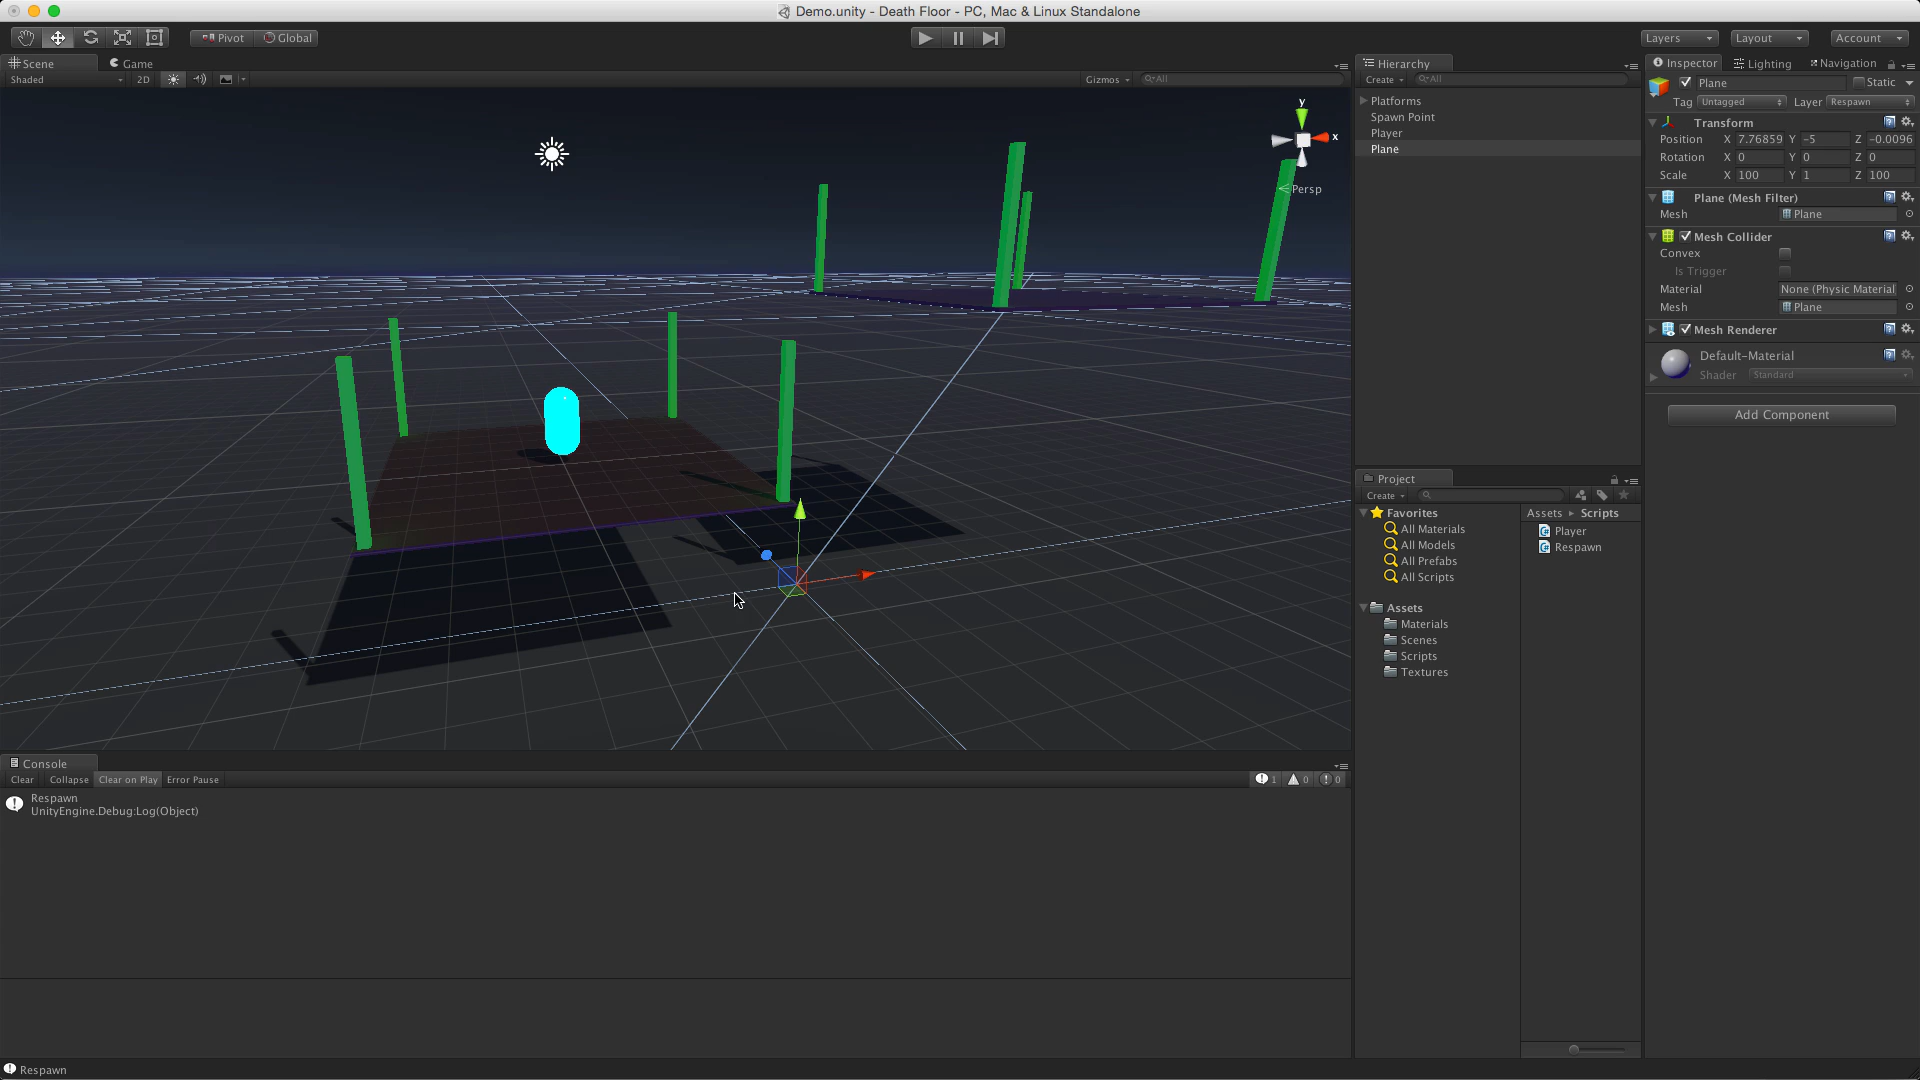 Demo.unity - Death Floor - PC, Mac & Linux Standalone
Pivot Global
Layers Layout Account
Scene Game
Shaded 2D Gizmos All
y
x
Persp
Hierarchy
Create All
Platforms
Spawn Point
Player
Plane
Inspector Lighting Navigation
Plane Static
Tag Untagged Layer Respawn
Transform
Position X 7.76859 Y -5 Z -0.0096
Rotation X 0 Y 0 Z 0
Scale X 100 Y 1 Z 100
Plane (Mesh Filter)
Mesh Plane
Mesh Collider
Convex
Is Trigger
Material None (Physic Material
Mesh Plane
Mesh Renderer
Default-Material
Shader Standard
Add Component
Project
Create
Favorites
All Materials
All Models
All Prefabs
All Scripts
Assets
Materials
Scenes
Scripts
Textures
Assets Scripts
Player
Respawn
Console
Clear Collapse Clear on Play Error Pause 1 0 0
Respawn
UnityEngine.Debug:Log(Object)
Respawn